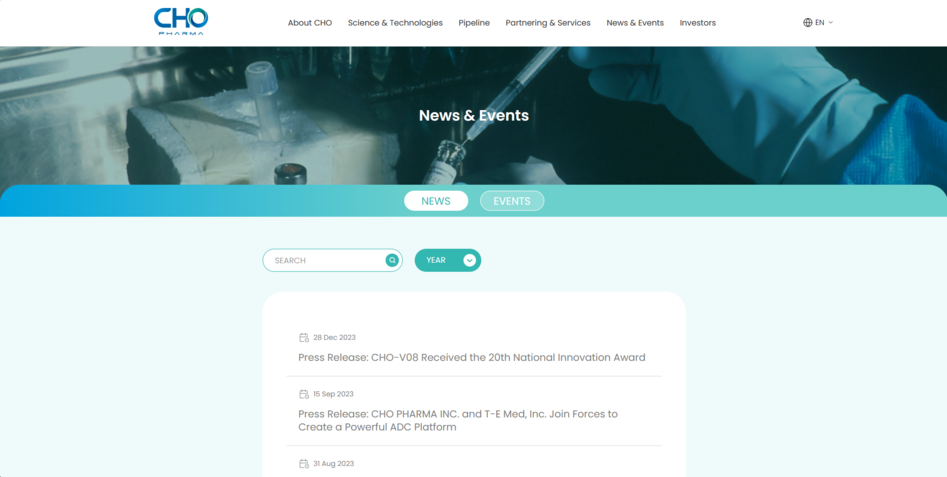 CHO
PHARMA
About CHO
Science & Technologies
Pipeline
Partnering & Services
News & Events
Investors
EN
News & Events
NEWS
EVENTS
SEARCH
YEAR
28 Dec 2023
Press Release: CHO-V08 Received the 20th National Innovation Award
15 Sep 2023
Press Release: CHO PHARMA INC. and T-E Med, Inc. Join Forces to
Create a Powerful ADC Platform
31 Aug 2023